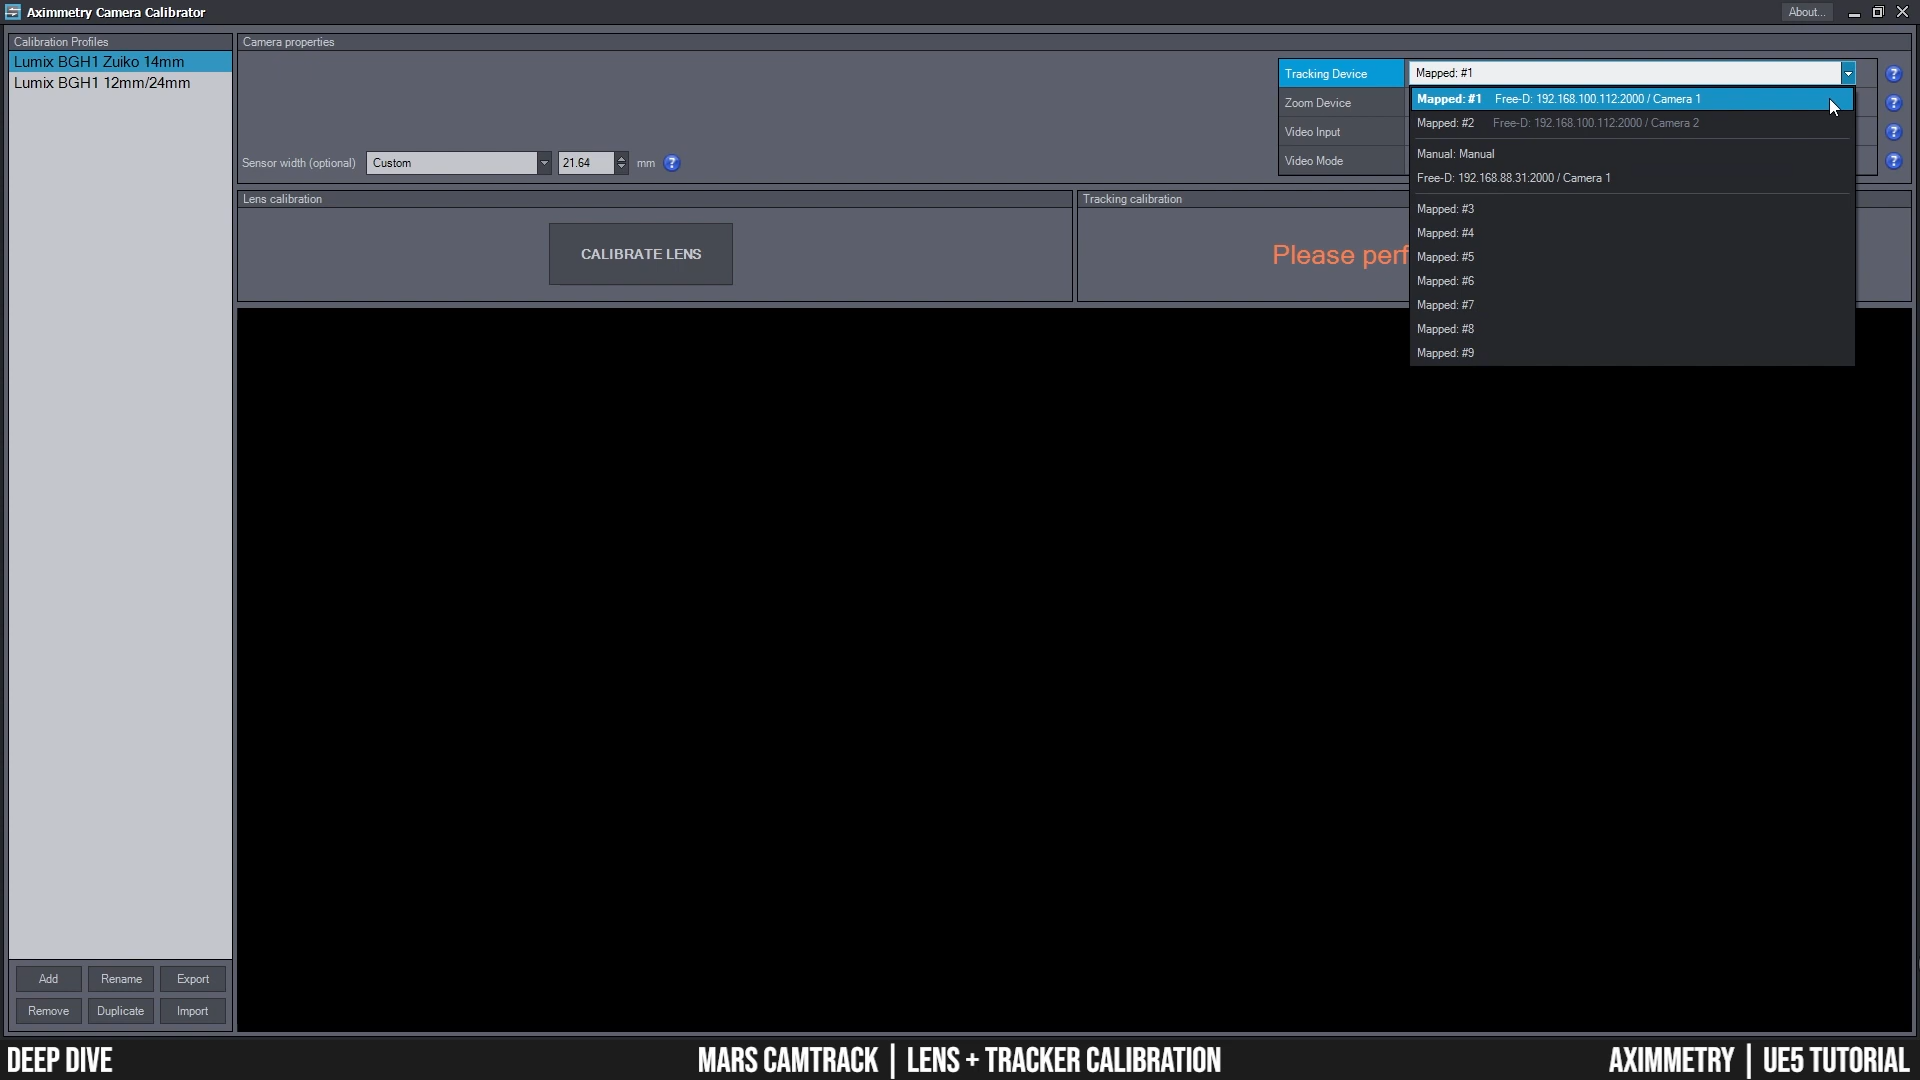 Aximmetry Camera Calibrator
About...
Calibration Profiles
Lumix BGH1 Zuiko 14mm
Lumix BGH1 12mm/24mm
Camera properties
Tracking Device
Mapped: #1
Zoom Device
Video Input
Video Mode
Mapped: #1 Free-D: 192.168.100.112:2000 / Camera 1
Mapped: #2 Free-D: 192.168.100.112:2000 / Camera 2
Manual: Manual
Free-D: 192.168.88.31:2000 / Camera 1
Mapped: #3
Mapped: #4
Mapped: #5
Mapped: #6
Mapped: #7
Mapped: #8
Mapped: #9
Sensor width (optional)
Custom
21.64
mm
Lens calibration
CALIBRATE LENS
Tracking calibration
Please perf
Add
Rename
Export
Remove
Duplicate
Import
DEEP DIVE
MARS CAMTRACK | LENS + TRACKER CALIBRATION
AXIMMETRY | UE5 TUTORIAL